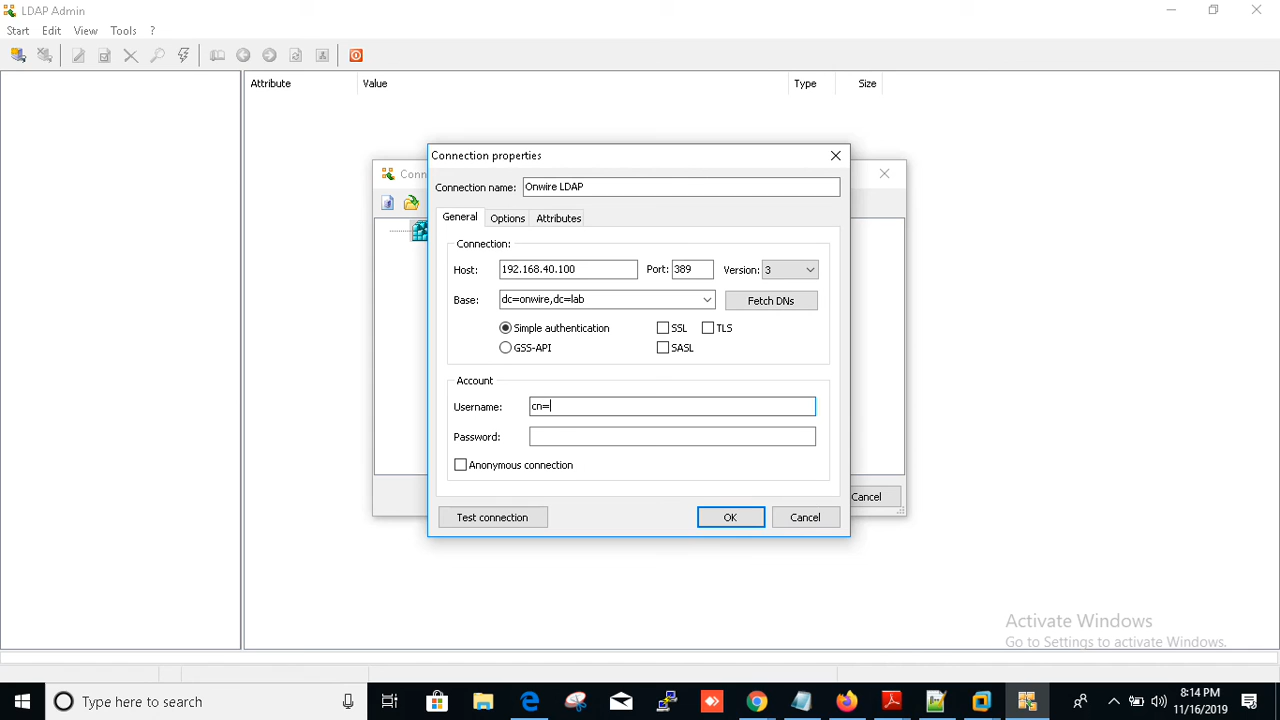 LDAP Admin
Start Edit View Tools ?
Attribute Value Type Size
Conn
Connection properties
Connection name: Onwire LDAP
General Options Attributes
Connection:
Host: 192.168.40.100 Port: 389 Version: 3
Base: dc=onwire,dc=lab Fetch DNs
Simple authentication SSL TLS
GSS-API SASL
Account
Username: cn=
Password:
Anonymous connection
Cancel
Test connection OK Cancel
Activate Windows
Go to Settings to activate Windows.
Type here to search
8:14 PM
11/16/2019